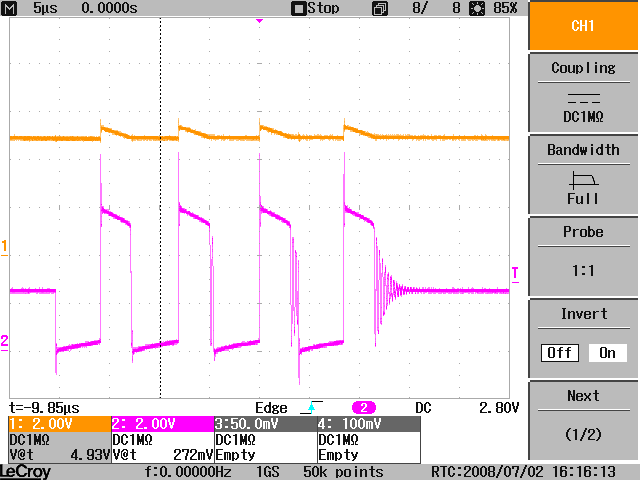 M 5µs 0.0000s Stop 8/ 8 85%
CH1
Coupling
DC1MΩ
Bandwidth
Full
Probe
1:1
Invert
Off On
Next
(1/2)
1
T
2
t=-9.85µs Edge 2 DC 2.80V
1: 2.00V 2: 2.00V 3:50.0mV 4: 100mV
DC1MΩ DC1MΩ DC1MΩ DC1MΩ
V@t 4.93V V@t 272mV Empty Empty
LeCroy f:0.00000Hz 1GS 50k points RTC:2008/07/02 16:16:13